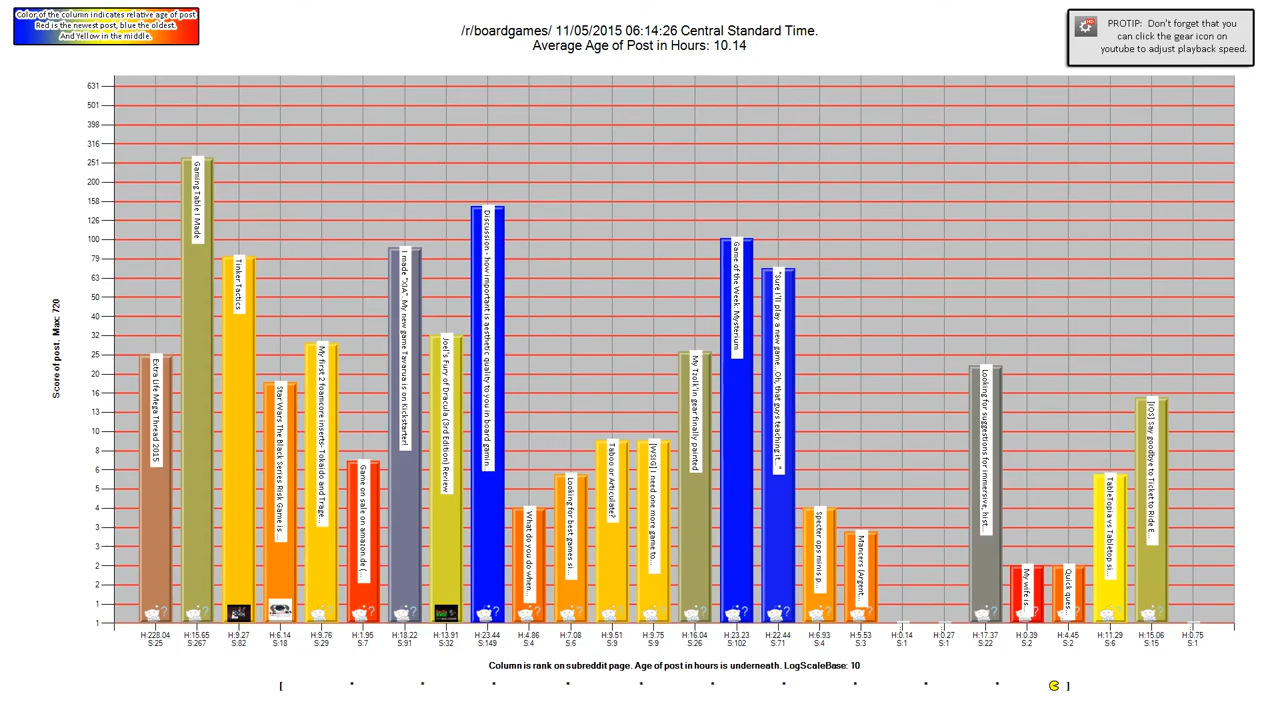 Color of the column indicates relative age of post
Red is the newest post, blue the oldest.
And Yellow in the middle.
/r/boardgames/ 11/05/2015 06:14:26 Central Standard Time.
Average Age of Post in Hours: 10.14
PROTIP: Don't forget that you
can click the gear icon on
youtube to adjust playback speed.
Score of post. Max: 720
631
501
398
316
251
200
158
126
100
79
63
50
40
32
25
20
16
13
10
8
6
5
4
3
3
2
2
1
1
Extra Life Mega Thread 2015
Gaming Table I Made
Tinker Tactics
Star Wars The Black Series Risk Game is...
My first 2 foamcore inserts- Tokaido and Trage...
Game on sale on amazon.de (...
I made "XIA". My new game Tavarua is on Kickstarter!
Joel's Fury of Dracula (3rd Edition) Review
Discussion - how important is aesthetic quality to you in board gamin...
What do you do when...
Looking for best games si...
Taboo or Articulate?
[WSIG] I need one more game to...
My Tzolk'in gear finally painted
Game of the Week: Mysterium
"Sure I'll play a new game...Oh, that guys teaching it..."
Specter ops minis p...
Mancers (Argent...
Looking for suggestions for immersive, hist...
My wife is...
Quick ques...
TableTopia vs Tabletop si...
[iOS] Say goodbye to Ticket to Ride E...
H:228.04 H:15.65 H:9.27 H:6.14 H:9.76 H:1.95 H:18.22 H:13.91 H:23.44 H:4.86 H:7.08 H:9.51 H:9.75 H:16.04 H:23.23 H:22.44 H:6.93 H:5.53 H:0.14 H:0.27 H:17.37 H:0.39 H:4.45 H:11.29 H:15.06 H:0.75
S:25 S:267 S:82 S:18 S:29 S:7 S:91 S:32 S:149 S:4 S:6 S:9 S:9 S:26 S:102 S:71 S:4 S:3 S:1 S:1 S:22 S:2 S:2 S:6 S:15 S:1
Column is rank on subreddit page. Age of post in hours is underneath. LogScaleBase: 10